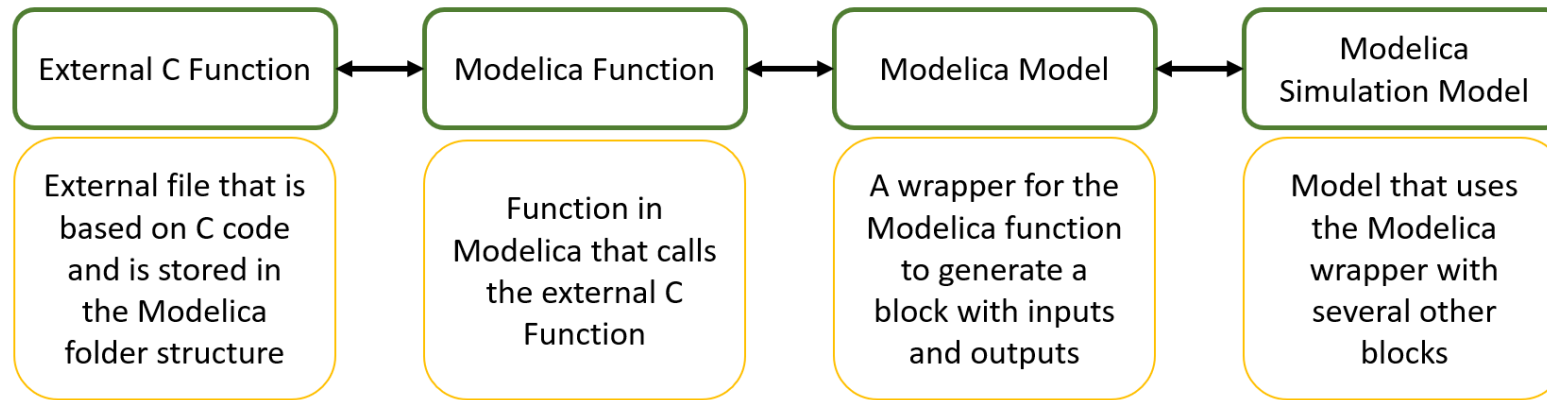 External C Function
Modelica Function
Modelica Model
Modelica
Simulation Model
External file that is
based on C code
and is stored in
the Modelica
folder structure
Function in
Modelica that calls
the external C
Function
A wrapper for the
Modelica function
to generate a
block with inputs
and outputs
Model that uses
the Modelica
wrapper with
several other
blocks